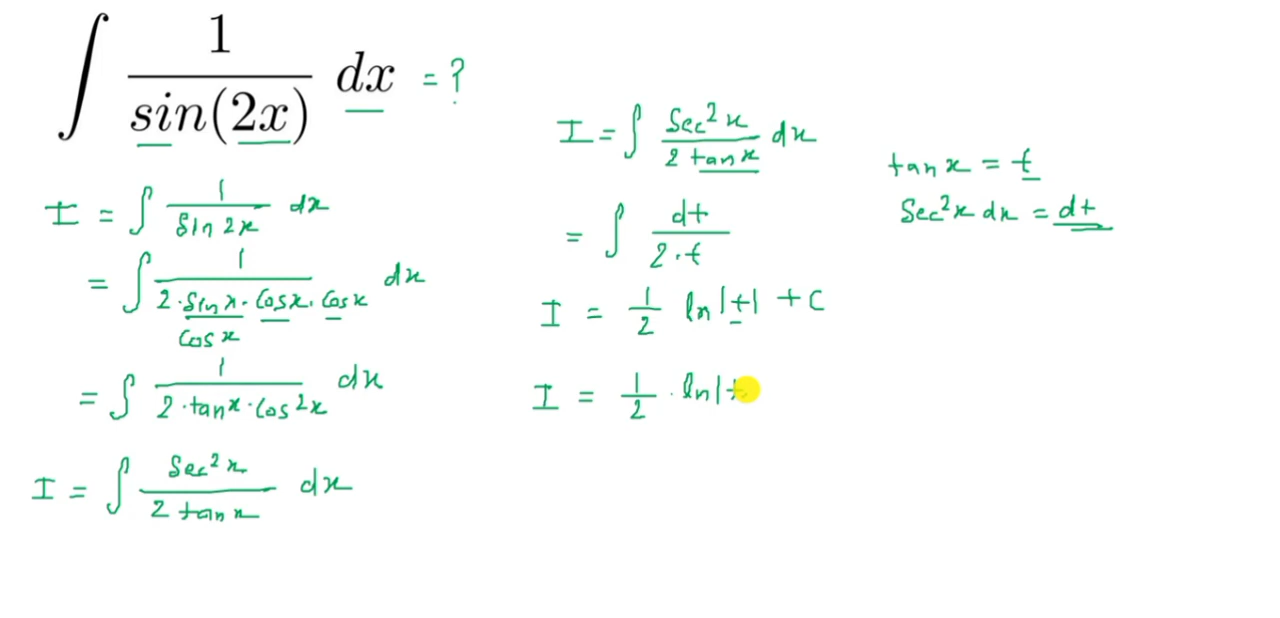 ∫ 1/sin(2x) dx = ?
I = ∫ 1/Sin 2x dx
= ∫ 1/(2·Sin x·Cos x·Cos x/Cos x) dx
= ∫ 1/(2·tan x·Cos²x) dx
I = ∫ Sec²x/(2 tan x) dx
I = ∫ Sec²x/(2 tan x) dx
= ∫ dt/(2·t)
I = 1/2 ln|t| + C
I = 1/2 · ln|t
tan x = t
Sec²x dx = dt